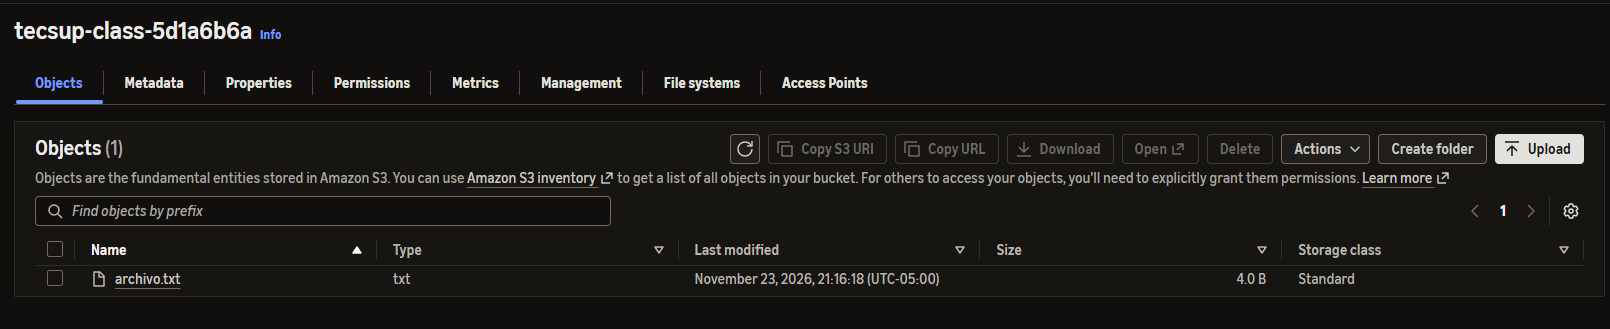 tecsup-class-5d1a6b6a Info
Objects Metadata Properties Permissions Metrics Management File systems Access Points
Objects (1) Copy S3 URI Copy URL Download Open Delete Actions Create folder Upload
Objects are the fundamental entities stored in Amazon S3. You can use Amazon S3 inventory to get a list of all objects in your bucket. For others to access your objects, you'll need to explicitly grant them permissions. Learn more
Find objects by prefix 1
Name Type Last modified Size Storage class
archivo.txt txt November 23, 2026, 21:16:18 (UTC-05:00) 4.0 B Standard